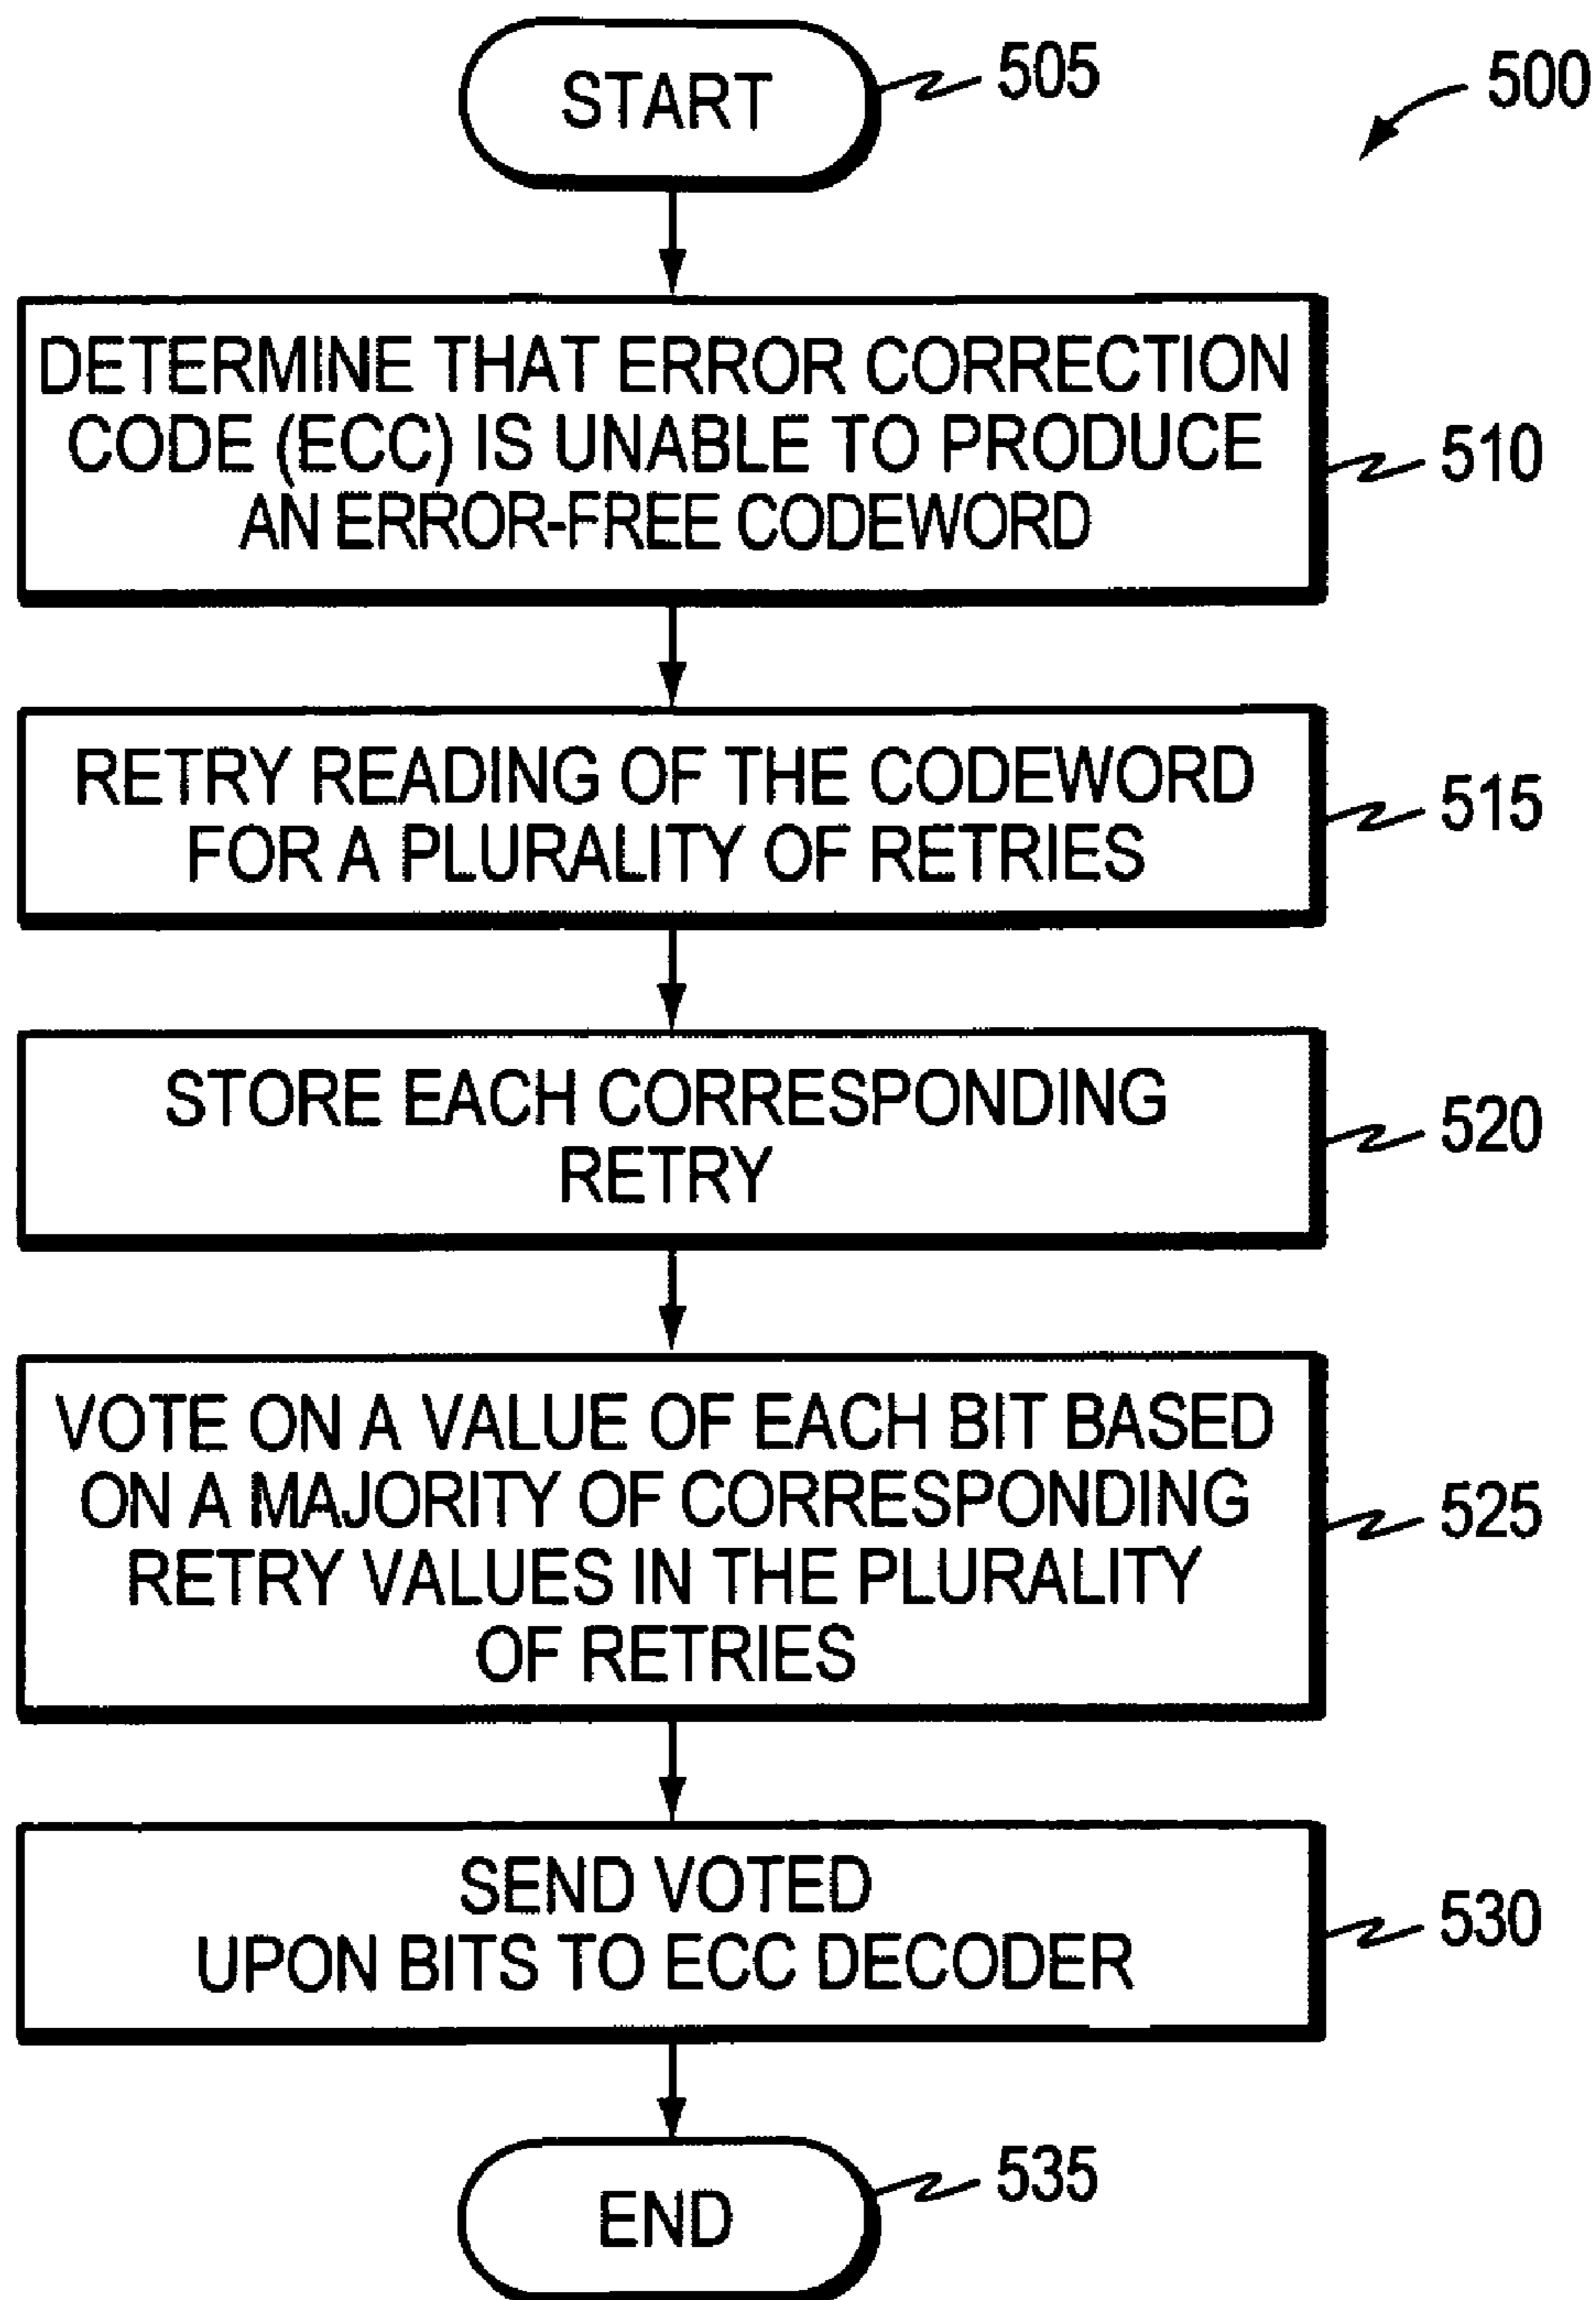 START
505
500
DETERMINE THAT ERROR CORRECTION
CODE (ECC) IS UNABLE TO PRODUCE
AN ERROR-FREE CODEWORD
510
RETRY READING OF THE CODEWORD
FOR A PLURALITY OF RETRIES
515
STORE EACH CORRESPONDING
RETRY
520
VOTE ON A VALUE OF EACH BIT BASED
ON A MAJORITY OF CORRESPONDING
RETRY VALUES IN THE PLURALITY
OF RETRIES
525
SEND VOTED
UPON BITS TO ECC DECODER
530
END
535